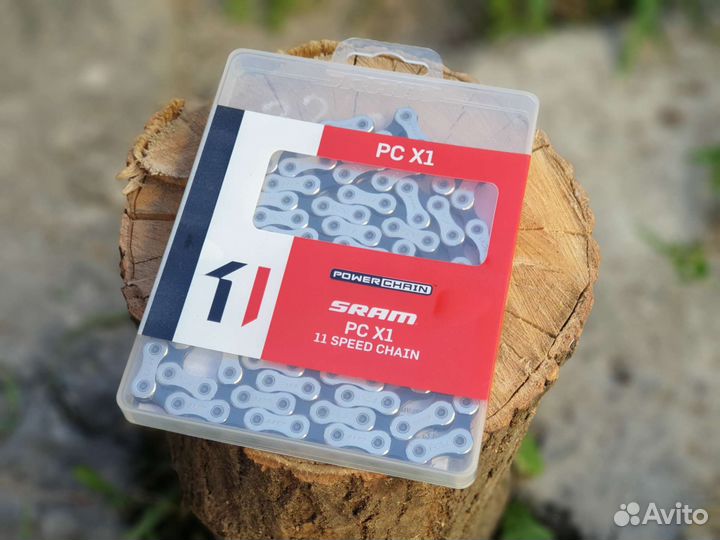 PC X1
POWERCHAIN
SRAM
PC X1
11 SPEED CHAIN
Avito